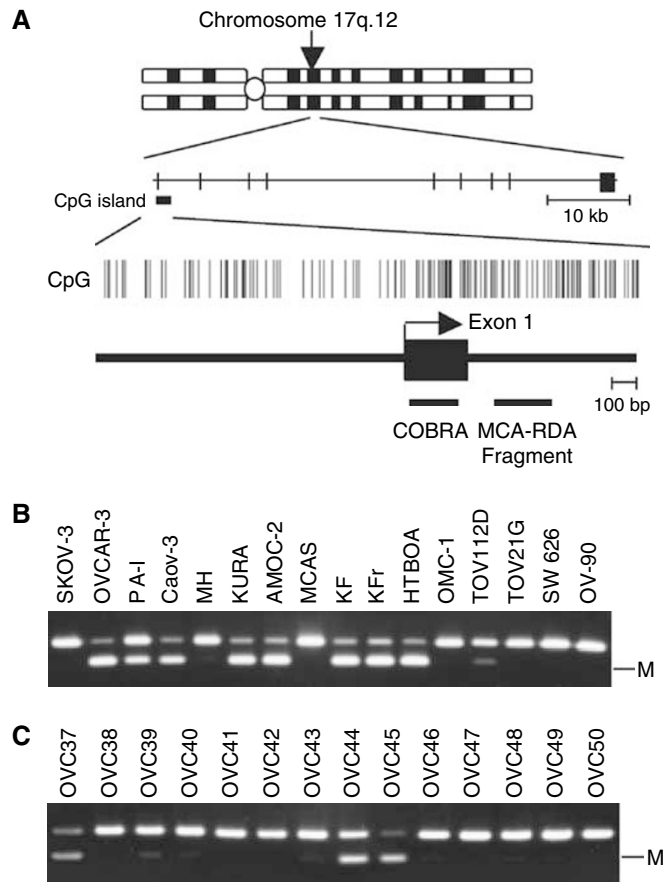 A
Chromosome 17q.12
CpG island
10 kb
CpG
Exon 1
100 bp
COBRA MCA-RDA
Fragment
B
SKOV-3 OVCAR-3 PA-I Caov-3 MH KURA AMOC-2 MCAS KF KFr HTBOA OMC-1 TOV112D TOV21G SW 626 OV-90
M
C
OVC37 OVC38 OVC39 OVC40 OVC41 OVC42 OVC43 OVC44 OVC45 OVC46 OVC47 OVC48 OVC49 OVC50
M